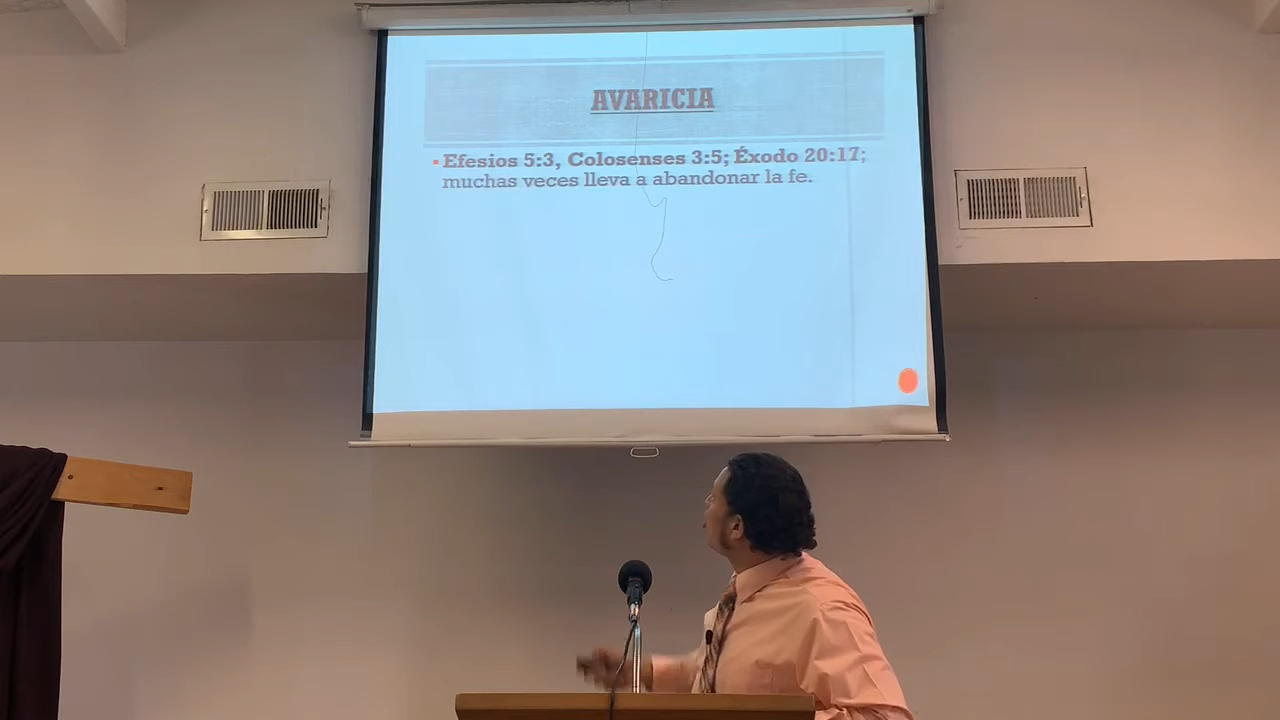 AVARICIA
Efesios 5:3, Colosenses 3:5; Éxodo 20:17;
muchas veces lleva a abandonar la fe.